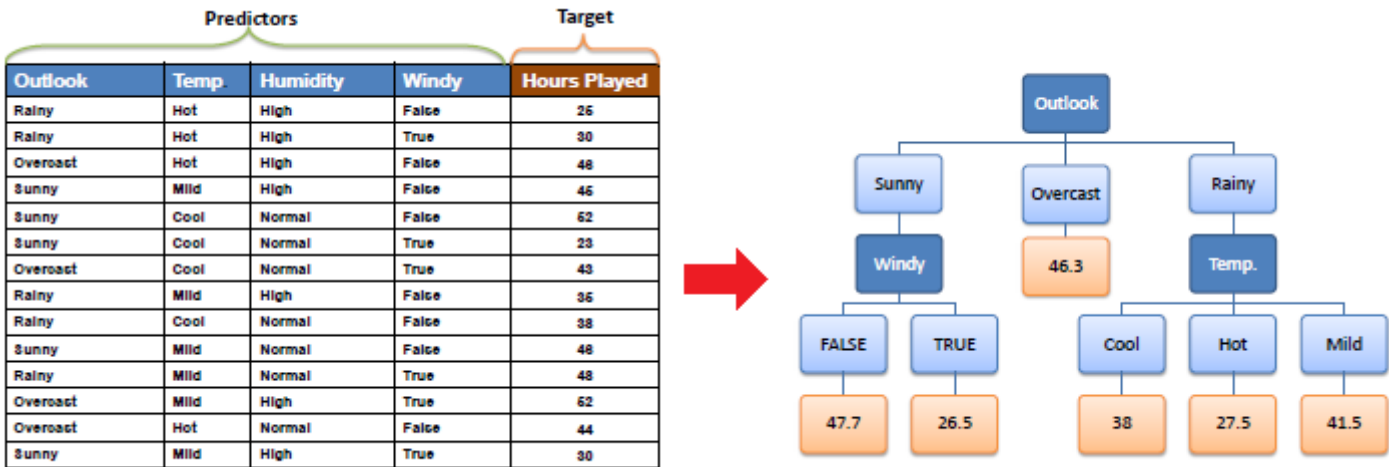 Predictors Target
Outlook Temp. Humidity Windy Hours Played
Rainy Hot High False 25
Rainy Hot High True 30
Overcast Hot High False 46
Sunny Mild High False 45
Sunny Cool Normal False 52
Sunny Cool Normal True 23
Overcast Cool Normal True 43
Rainy Mild High False 35
Rainy Cool Normal False 38
Sunny Mild Normal False 46
Rainy Mild Normal True 48
Overcast Mild High True 52
Overcast Hot Normal False 44
Sunny Mild High True 30
Outlook
Sunny Overcast Rainy
Windy 46.3 Temp.
FALSE TRUE Cool Hot Mild
47.7 26.5 38 27.5 41.5